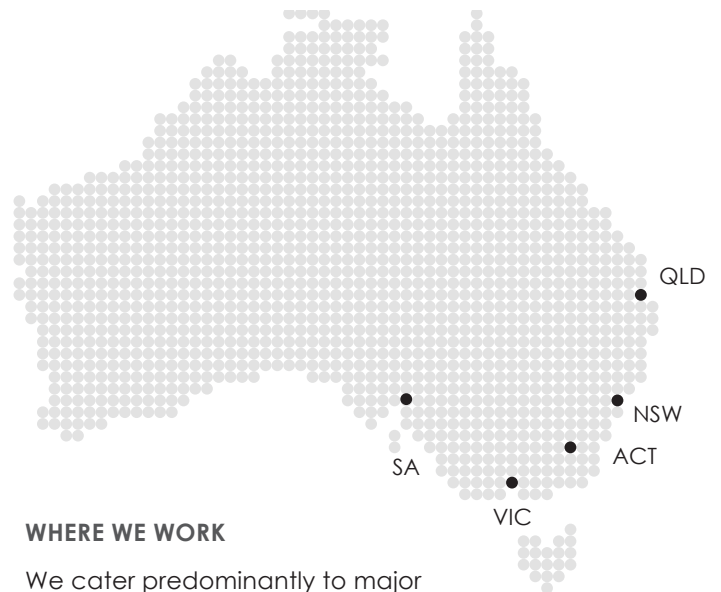 QLD
NSW
ACT
SA
VIC
WHERE WE WORK
We cater predominantly to major